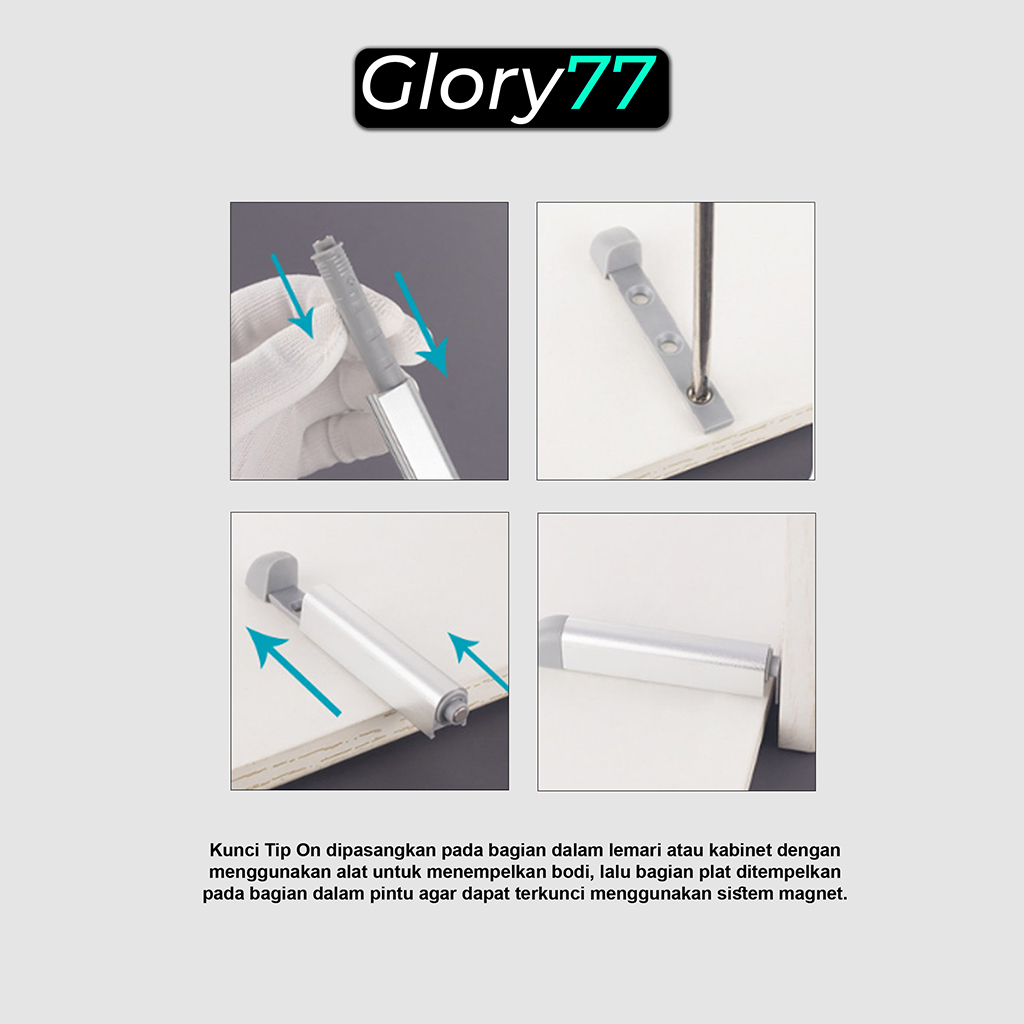 Glory77
Kunci Tip On dipasangkan pada bagian dalam lemari atau kabinet dengan
menggunakan alat untuk menempelkan bodi, lalu bagian plat ditempelkan
pada bagian dalam pintu agar dapat terkunci menggunakan sistem magnet.